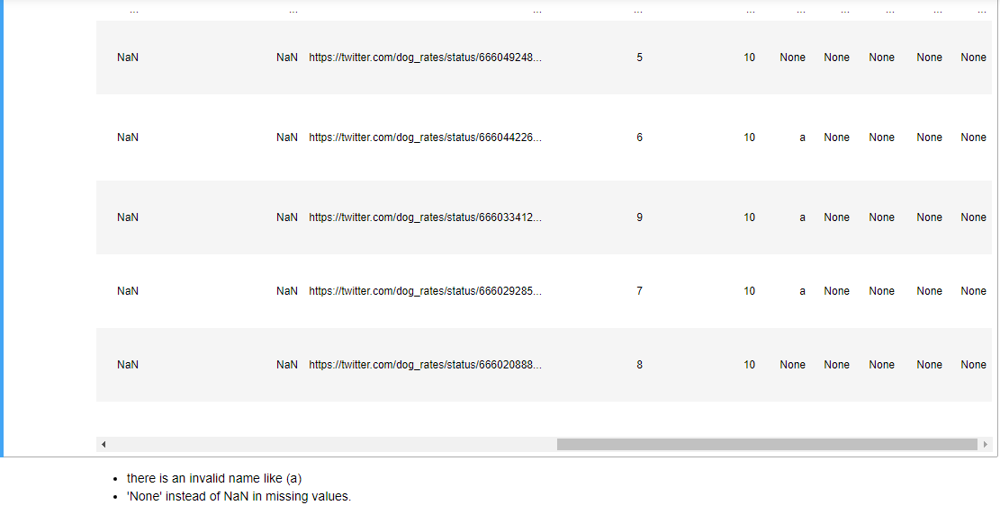 ... ... ... ... ... ... ... ... ... ...
NaN NaN https://twitter.com/dog_rates/status/666049248... 5 10 None None None None None
NaN NaN https://twitter.com/dog_rates/status/666044226... 6 10 a None None None None
NaN NaN https://twitter.com/dog_rates/status/666033412... 9 10 a None None None None
NaN NaN https://twitter.com/dog_rates/status/666029285... 7 10 a None None None None
NaN NaN https://twitter.com/dog_rates/status/666020888... 8 10 None None None None None
• there is an invalid name like (a)
• 'None' instead of NaN in missing values.